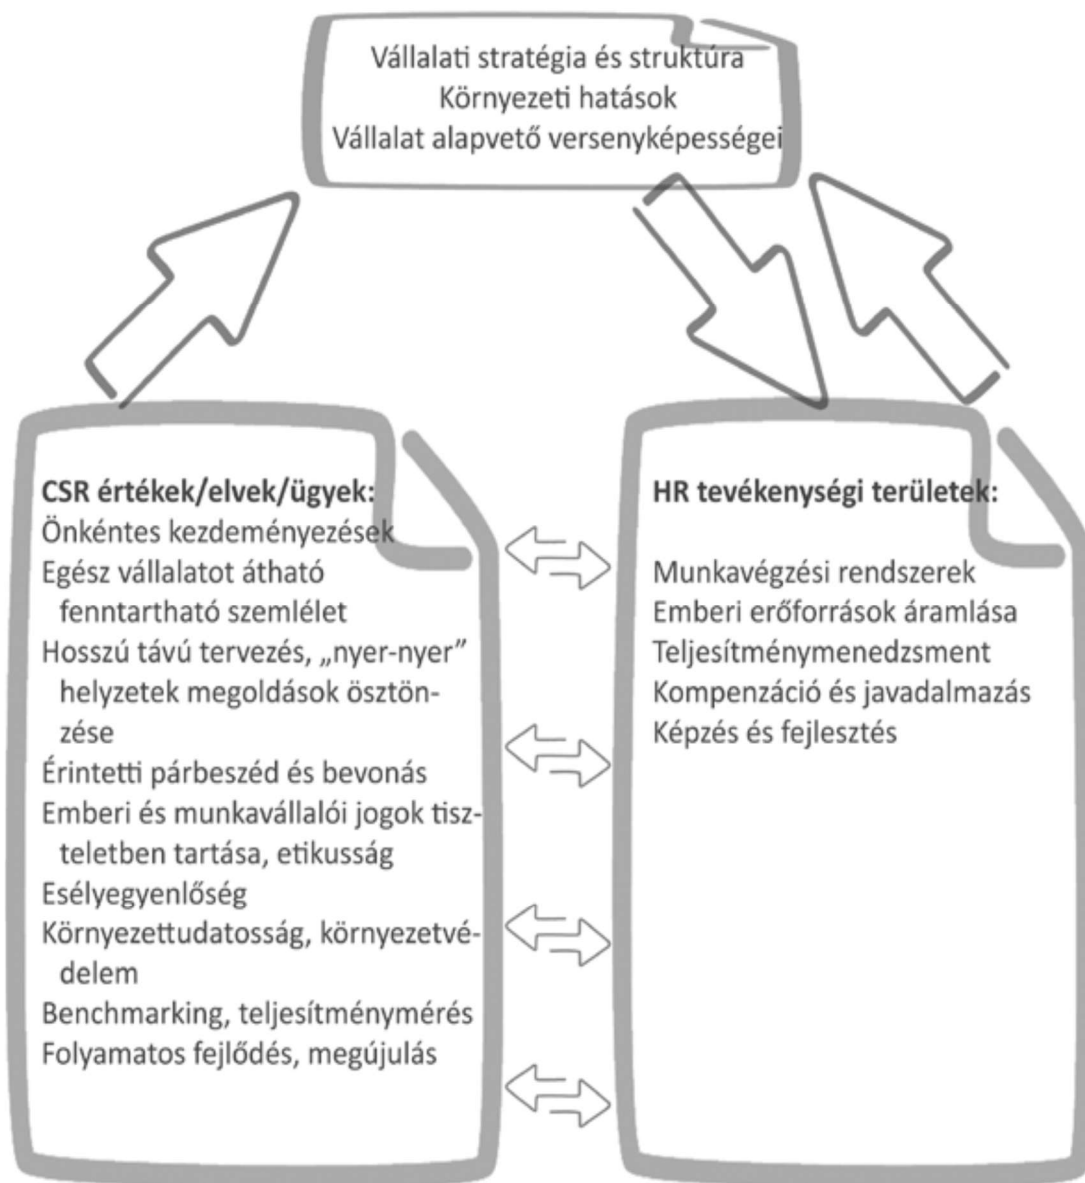 Vállalati stratégia és struktúra
Környezeti hatások
Vállalat alapvető versenyképességei
CSR értékek/elvek/ügyek:
Önkéntes kezdeményezések
Egész vállalatot átható
fenntartható szemlélet
Hosszú távú tervezés, „nyer-nyer”
helyzetek megoldások ösztön-
zése
Érintetti párbeszéd és bevonás
Emberi és munkavállalói jogok tisz-
teletben tartása, etikusság
Esélyegyenlőség
Környezettudatosság, környezetvé-
delem
Benchmarking, teljesítménymérés
Folyamatos fejlődés, megújulás
HR tevékenységi területek:
Munkavégzési rendszerek
Emberi erőforrások áramlása
Teljesítménymenedzsment
Kompenzáció és javadalmazás
Képzés és fejlesztés